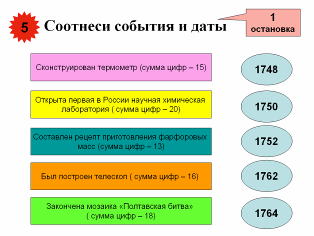 5
Соотнеси события и даты
1
остановка
Сконструирован термометр (сумма цифр – 15)
1748
Открыта первая в России научная химическая
лаборатория ( сумма цифр – 20)
1750
Составлен рецепт приготовления фарфоровых
масс (сумма цифр – 13)
1752
Был построен телескоп ( сумма цифр – 16)
1762
Закончена мозаика «Полтавская битва»
( сумма цифр – 18)
1764